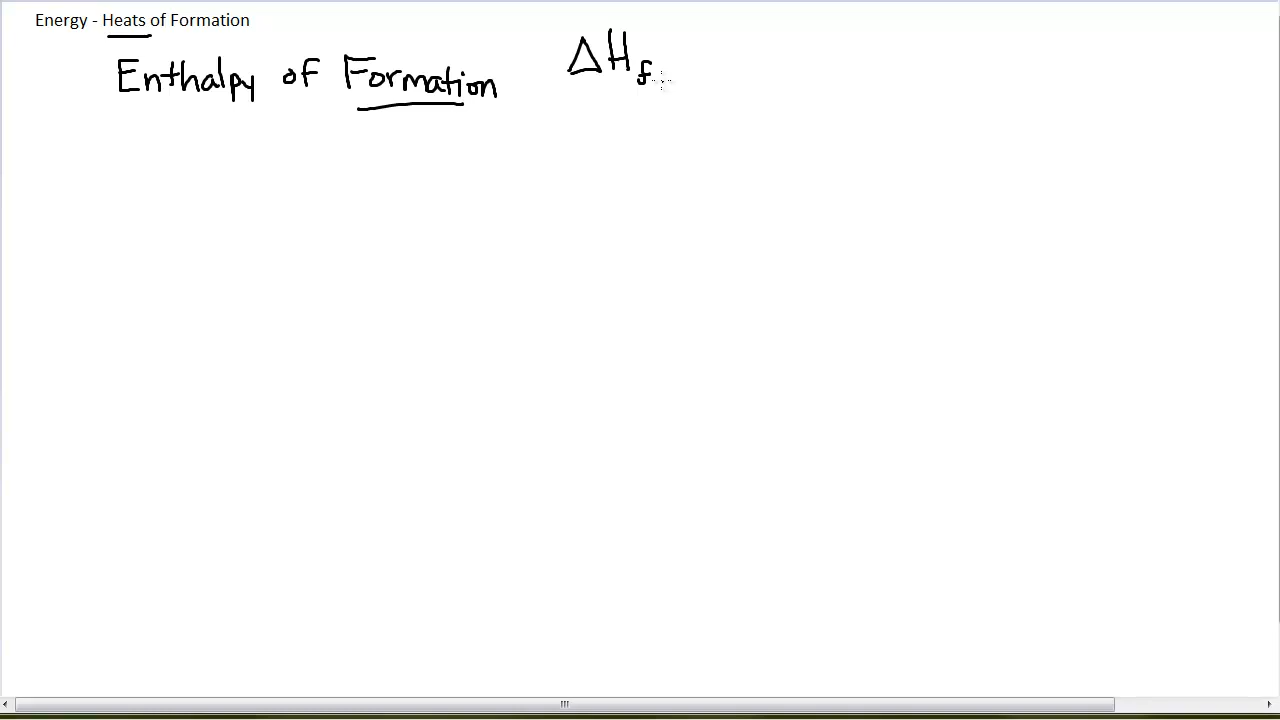 Energy - Heats of Formation
Enthalpy of Formation ΔHf